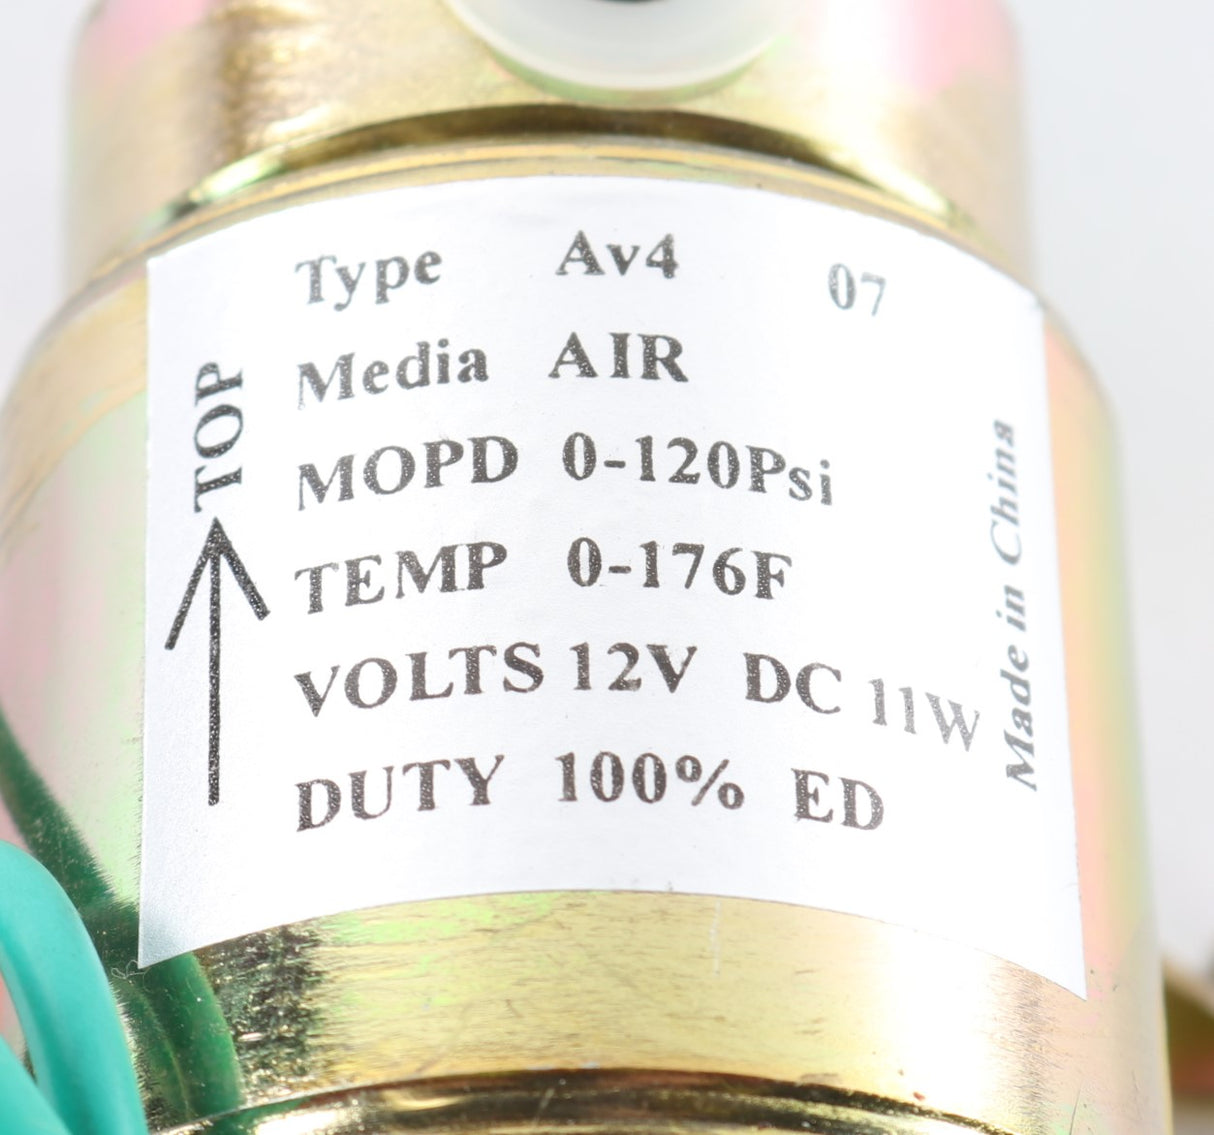 Type Av4 07
Media AIR
MOPD 0-120Psi
TEMP 0-176F
VOLTS 12V DC 11W
DUTY 100% ED
TOP
Made in China